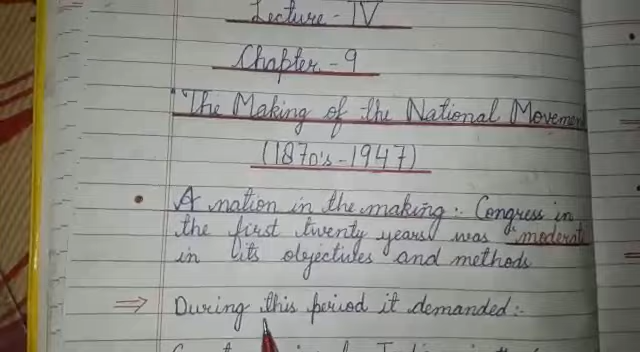 Lecture - IV
Chapter - 9
"The Making of the National Movement
(1870's - 1947)
• A nation in the making :- Congress in
the first twenty years was "moderate
in its objectives and methods
⇒ During this period it demanded :-